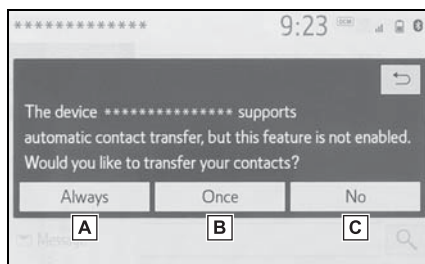 *************
9:23 DCM
The device *************** supports
automatic contact transfer, but this feature is not enabled.
Would you like to transfer your contacts?
Always Once No
A B C